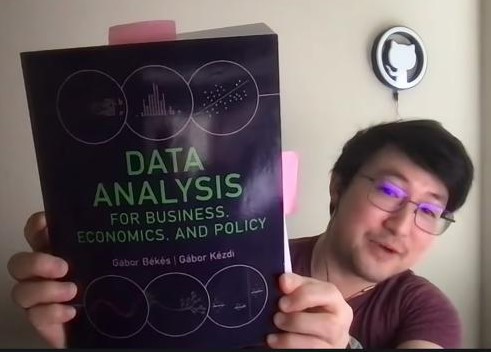 DATA
ANALYSIS
FOR BUSINESS,
ECONOMICS, AND POLICY
Gábor Békés | Gábor Kézdi